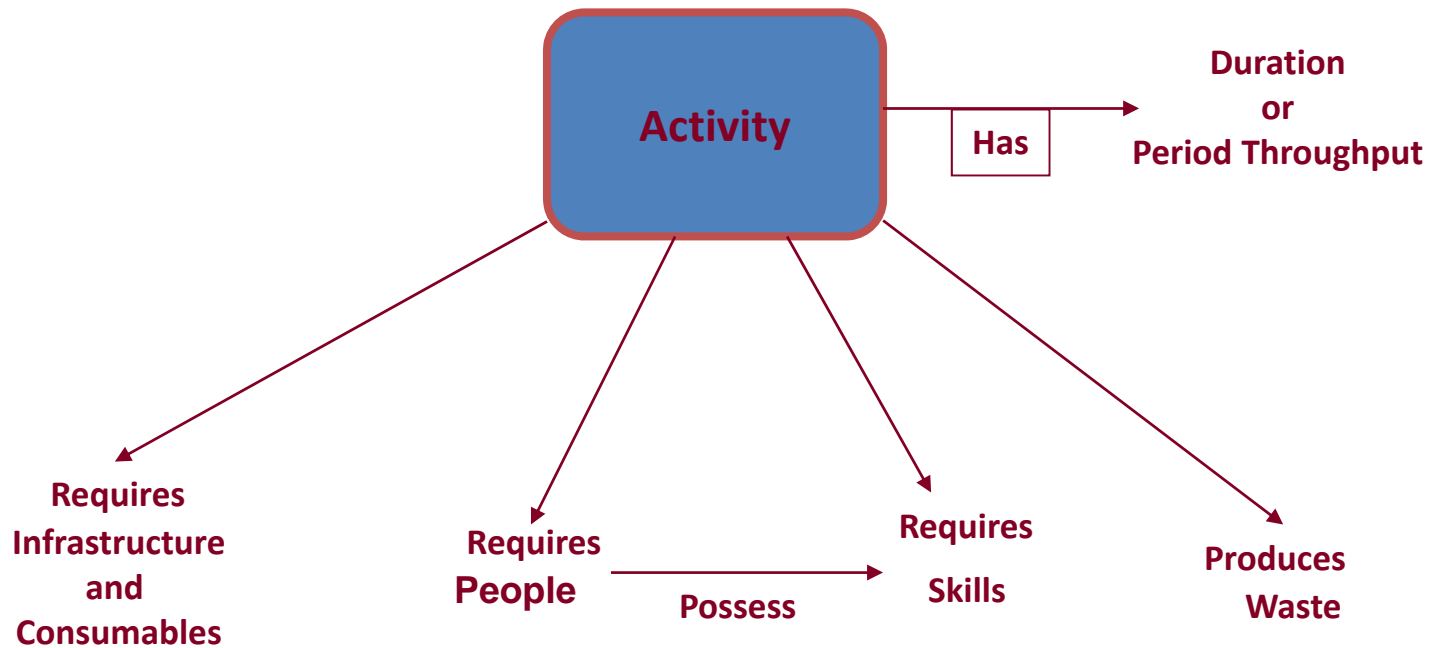 Activity
Has
Duration
or
Period Throughput
Requires
Infrastructure
and
Consumables
Requires
People
Possess
Requires
Skills
Produces
Waste